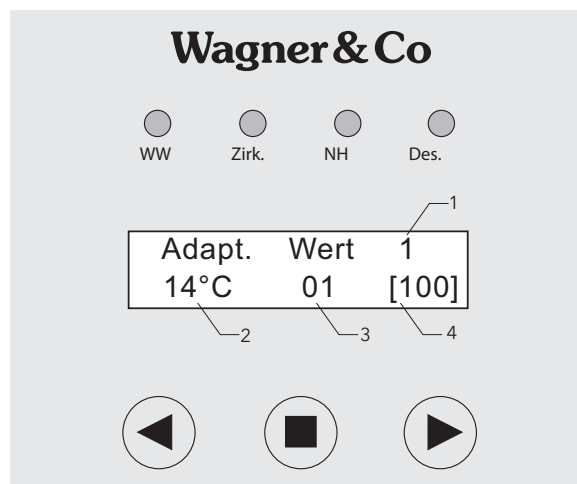 Wagner & Co
WW Zirk. NH Des.
1
Adapt. Wert 1
14°C 01 [100]
2 3 4